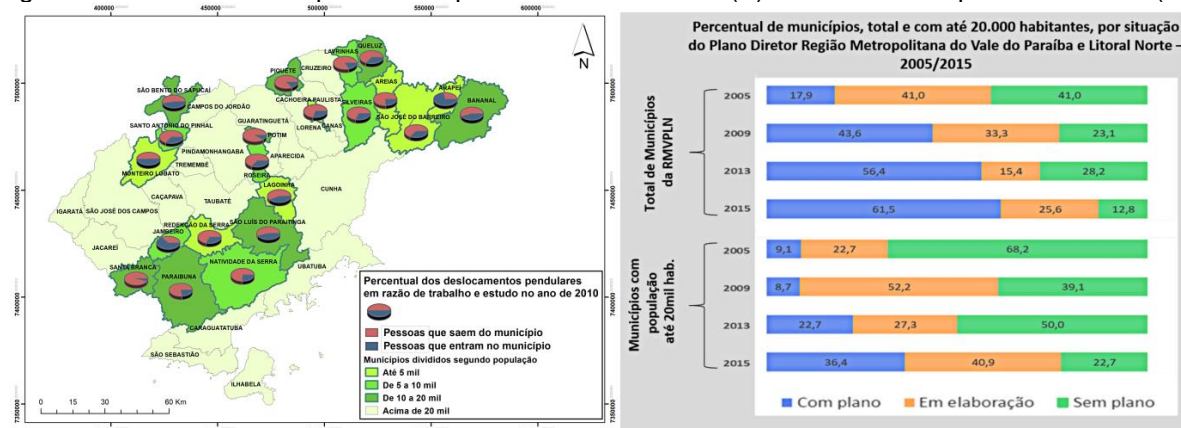 400000 450000 500000 550000 600000
N
LAVRINHAS
QUELUZ
CRUZEIRO
PIQUETE
AREIAS
ARAPEÍ
SÃO BENTO DO SAPUCAÍ
CACHOEIRA PAULISTA
SILVEIRAS
BANANAL
CAMPOS DO JORDÃO
GUARATINGUETÁ
LORENA
CANAS
SÃO JOSÉ DO BARREIRO
SANTO ANTÔNIO DO PINHAL
POTIM
PINDAMONHANGABA
APARECIDA
MONTEIRO LOBATO
TREMEMBÉ
ROSEIRA
CUNHA
LAGOINHA
CAÇAPAVA
TAUBATÉ
IGARATÁ
SÃO JOSÉ DOS CAMPOS
REDENÇÃO DA SERRA
SÃO LUÍS DO PARAITINGA
JACAREÍ
JAMBEIRO
UBATUBA
SANTA BRANCA
PARAIBUNA
NATIVIDADE DA SERRA
CARAGUATATUBA
SÃO SEBASTIÃO
ILHABELA
7500000
7450000
7400000
7350000
0 15 30 60 Km
Percentual dos deslocamentos pendulares
em razão de trabalho e estudo no ano de 2010
Pessoas que saem do município
Pessoas que entram no município
Municípios divididos segundo população
Até 5 mil
De 5 a 10 mil
De 10 a 20 mil
Acima de 20 mil
Percentual de municípios, total e com até 20.000 habitantes, por situação
do Plano Diretor Região Metropolitana do Vale do Paraíba e Litoral Norte –
2005/2015
Total de Municípios
da RMVPLN
2005 17,9 41,0 41,0
2009 43,6 33,3 23,1
2013 56,4 15,4 28,2
2015 61,5 25,6 12,8
Municípios com
população
até 20mil hab.
2005 9,1 22,7 68,2
2009 8,7 52,2 39,1
2013 22,7 27,3 50,0
2015 36,4 40,9 22,7
Com plano Em elaboração Sem plano